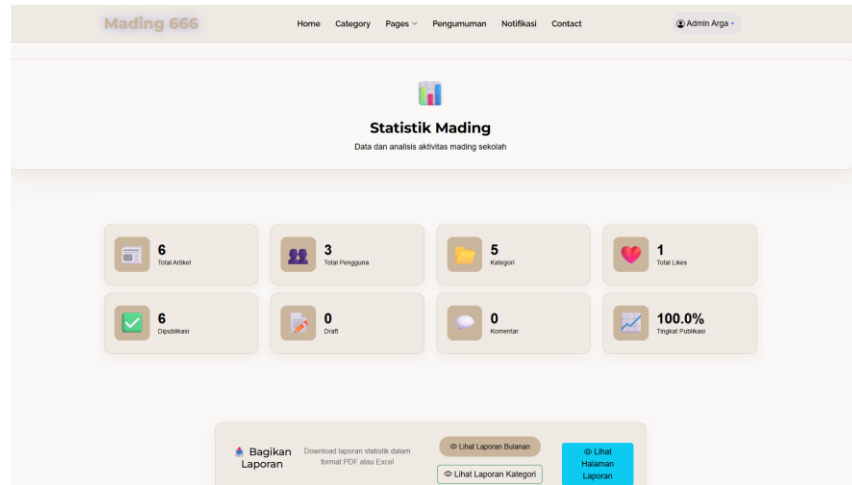 Mading 666
Home Category Pages Pengumuman Notifikasi Contact
Admin Arga
Statistik Mading
Data dan analisis aktivitas mading sekolah
6
Total Artikel
3
Total Pengguna
5
Kategori
1
Total Likes
6
Dipublikasi
0
Draft
0
Komentar
100.0%
Tingkat Publikasi
Bagikan
Laporan
Download laporan statistik dalam
format PDF atau Excel
Lihat Laporan Bulanan
Lihat Laporan Kategori
Lihat
Halaman
Laporan